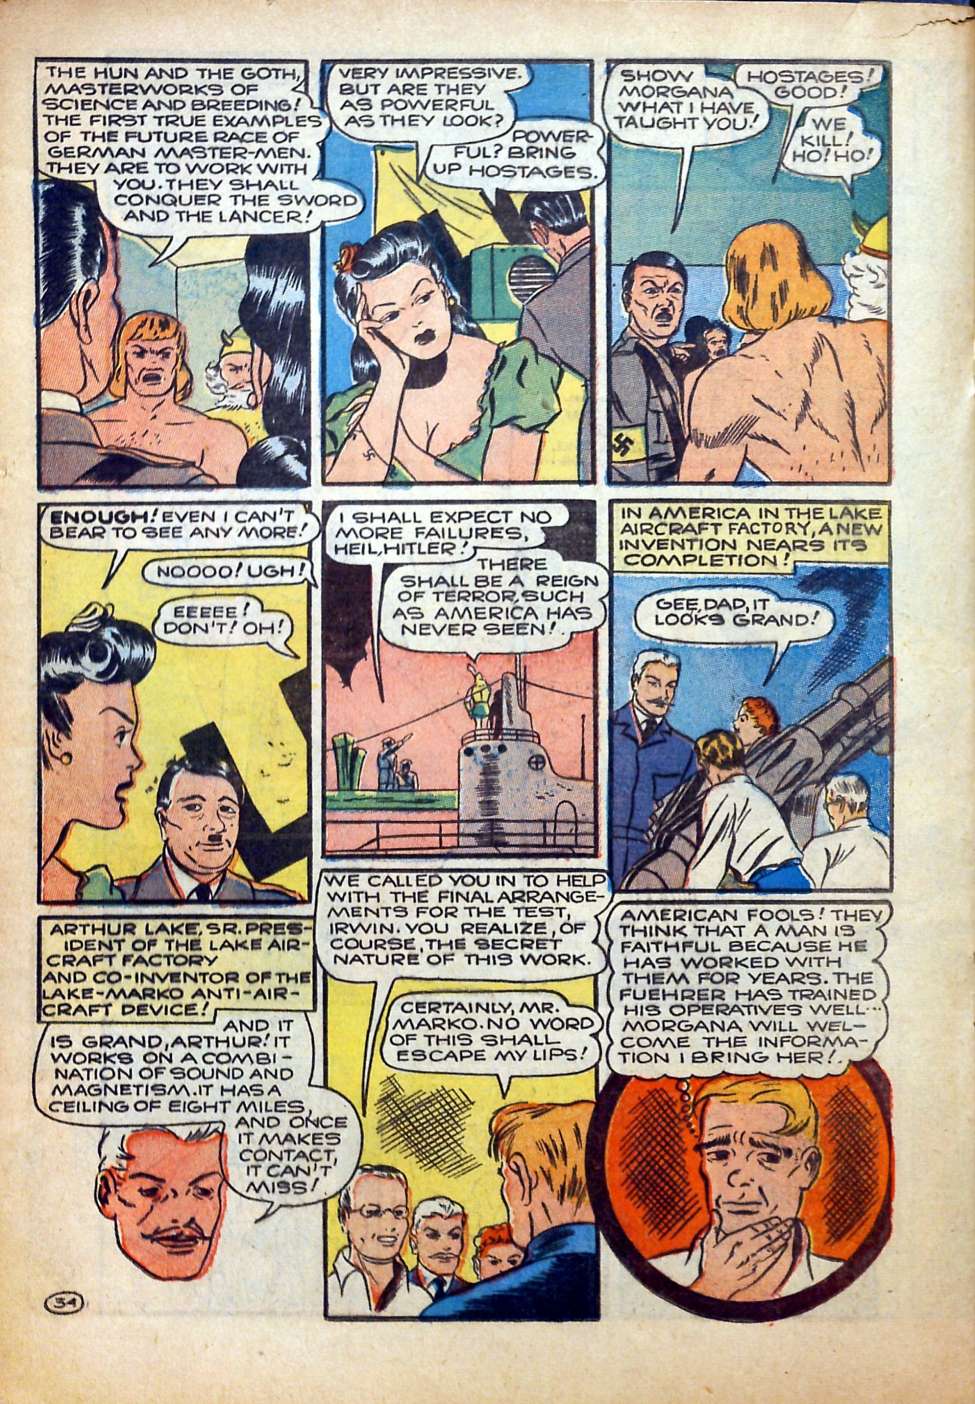 THE HUN AND THE GOTH,
MASTERWORKS OF
SCIENCE AND BREEDING!
THE FIRST TRUE EXAMPLES
OF THE FUTURE RACE OF
GERMAN MASTER-MEN.
THEY ARE TO WORK WITH
YOU. THEY SHALL
CONQUER THE SWORD
AND THE LANCER!
VERY IMPRESSIVE.
BUT ARE THEY
AS POWERFUL
AS THEY LOOK?
POWER-
FUL? BRING
UP HOSTAGES.
SHOW
MORGANA
WHAT I HAVE
TAUGHT YOU!
HOSTAGES!
GOOD!
WE
KILL!
HO! HO!
ENOUGH! EVEN I CAN'T
BEAR TO SEE ANY MORE!
NOOOO! UGH!
EEEEE!
DON'T! OH!
I SHALL EXPECT NO
MORE FAILURES,
HEIL, HITLER!
THERE
SHALL BE A REIGN
OF TERROR, SUCH
AS AMERICA HAS
NEVER SEEN!.
IN AMERICA IN THE LAKE
AIRCRAFT FACTORY, A NEW
INVENTION NEARS ITS
COMPLETION!
GEE, DAD, IT
LOOKS GRAND!
ARTHUR LAKE, SR. PRES-
IDENT OF THE LAKE AIR-
CRAFT FACTORY
AND CO-INVENTOR OF THE
LAKE-MARKO ANTI-AIR-
CRAFT DEVICE!
AND IT
IS GRAND, ARTHUR! IT
WORKS ON A COMBI-
NATION OF SOUND AND
MAGNETISM. IT HAS A
CEILING OF EIGHT MILES,
AND ONCE
IT MAKES
CONTACT,
IT CAN'T
MISS!
WE CALLED YOU IN TO HELP
WITH THE FINAL ARRANGE-
MENTS FOR THE TEST,
IRWIN. YOU REALIZE, OF
COURSE, THE SECRET
NATURE OF THIS WORK.
CERTAINLY, MR.
MARKO. NO WORD
OF THIS SHALL
ESCAPE MY LIPS!
AMERICAN FOOLS! THEY
THINK THAT A MAN IS
FAITHFUL BECAUSE HE
HAS WORKED WITH
THEM FOR YEARS. THE
FUEHRER HAS TRAINED
HIS OPERATIVES WELL...
MORGANA WILL WEL-
COME THE INFORMA-
TION I BRING HER!.
34